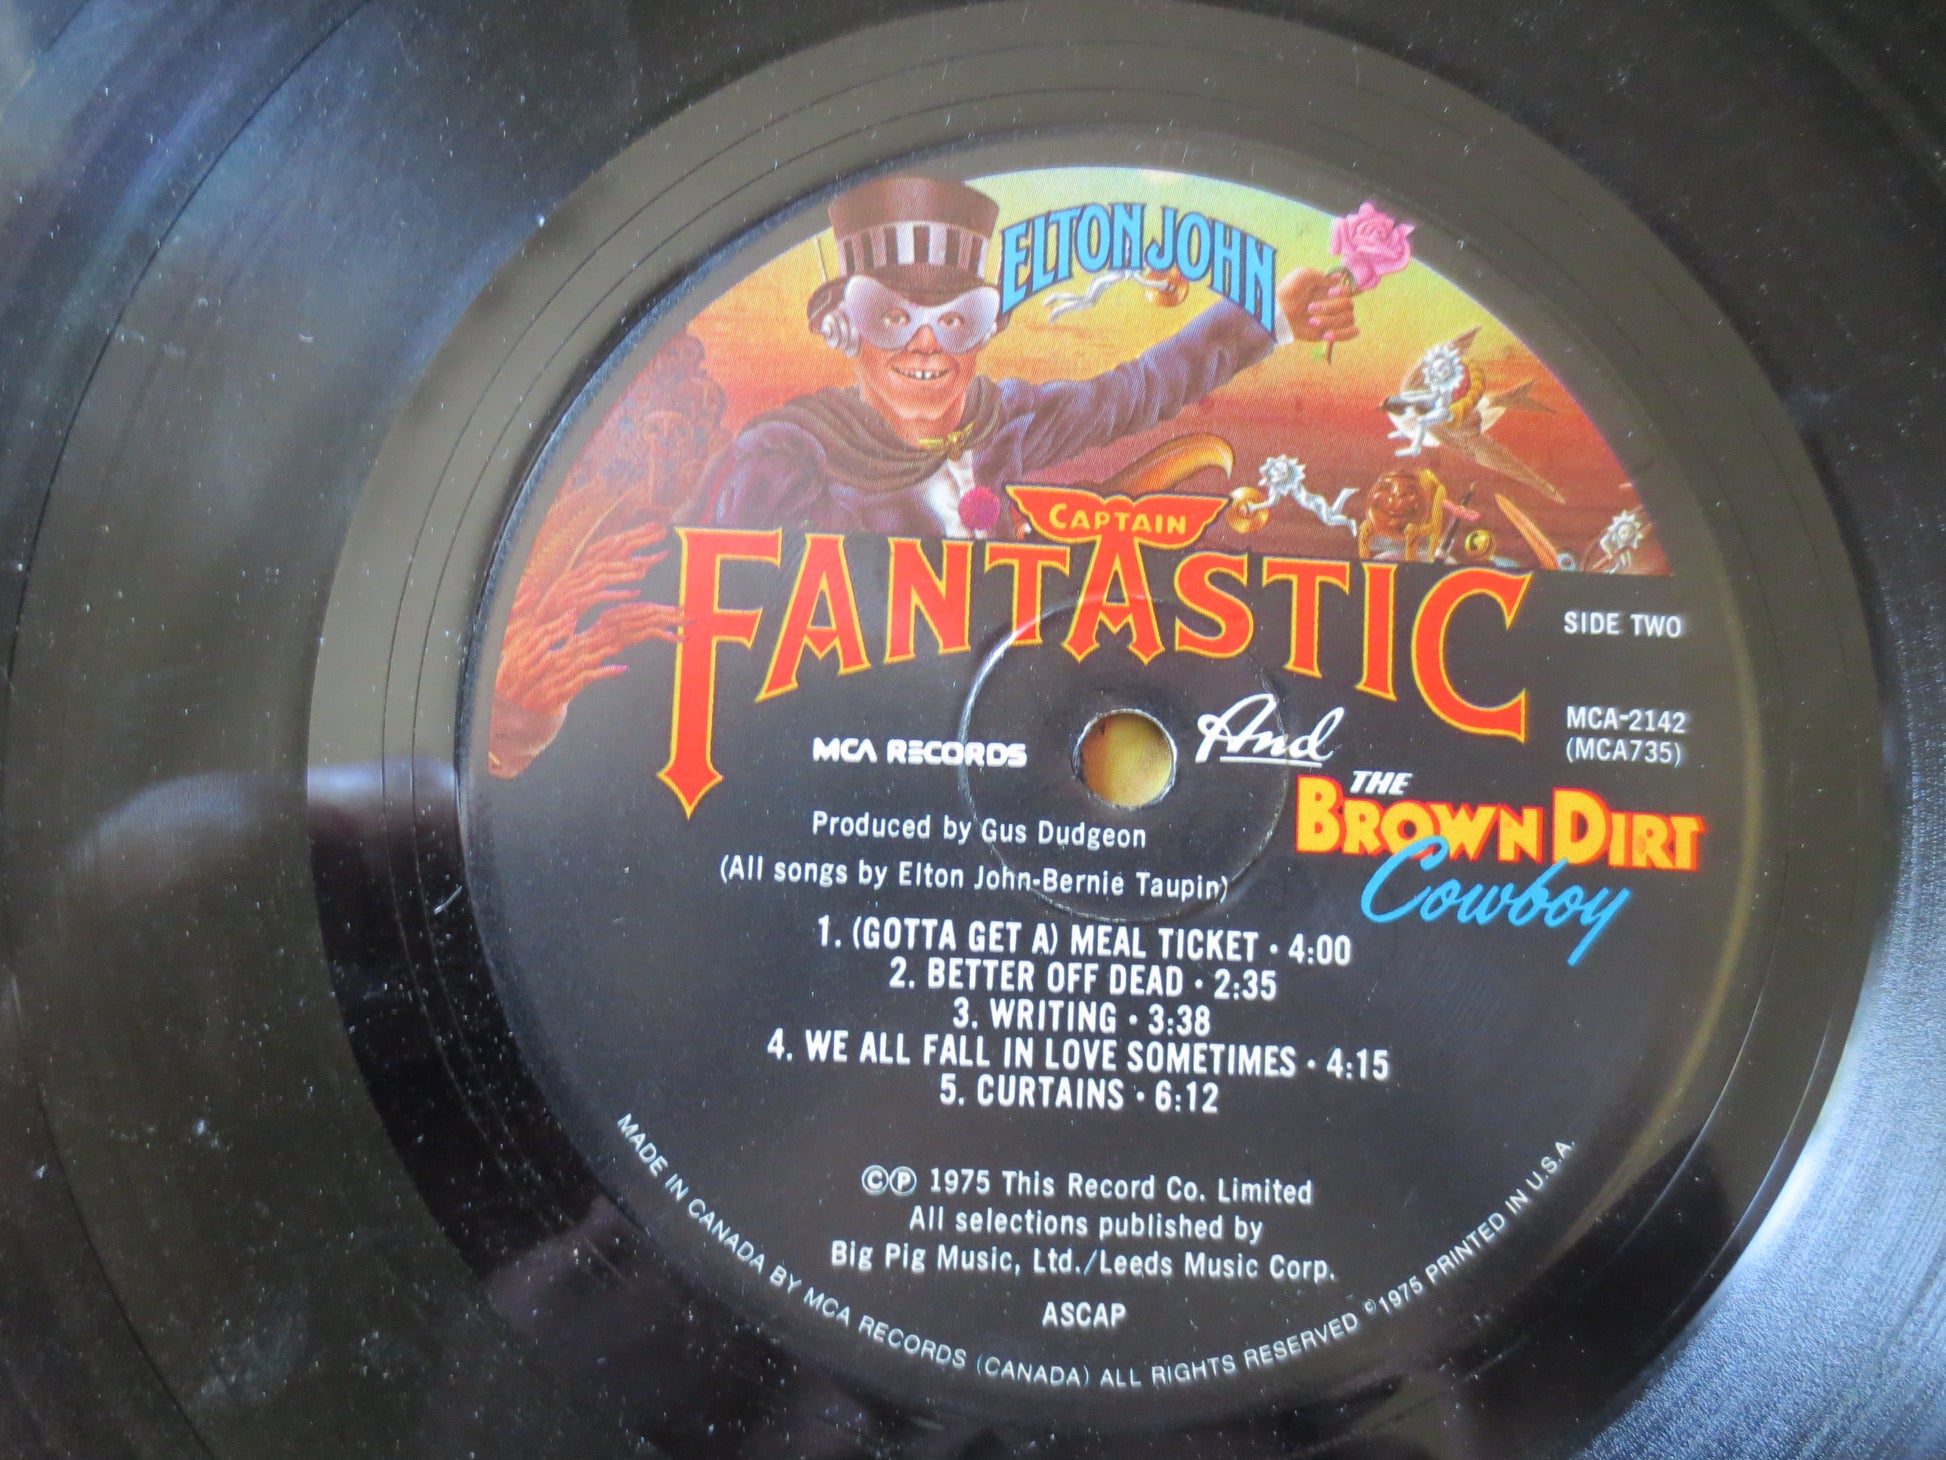 ELTON JOHN
CAPTAIN
FANTASTIC
SIDE TWO
And
MCA-2142
(MCA735)
MCA RECORDS
THE
BROWN DIRT
Cowboy
Produced by Gus Dudgeon
(All songs by Elton John-Bernie Taupin)
1. (GOTTA GET A) MEAL TICKET • 4:00
2. BETTER OFF DEAD • 2:35
3. WRITING • 3:38
4. WE ALL FALL IN LOVE SOMETIMES • 4:15
5. CURTAINS • 6:12
©℗ 1975 This Record Co. Limited
All selections published by
Big Pig Music, Ltd./Leeds Music Corp.
ASCAP
MADE IN CANADA BY MCA RECORDS (CANADA) ALL RIGHTS RESERVED ©1975 PRINTED IN U.S.A.